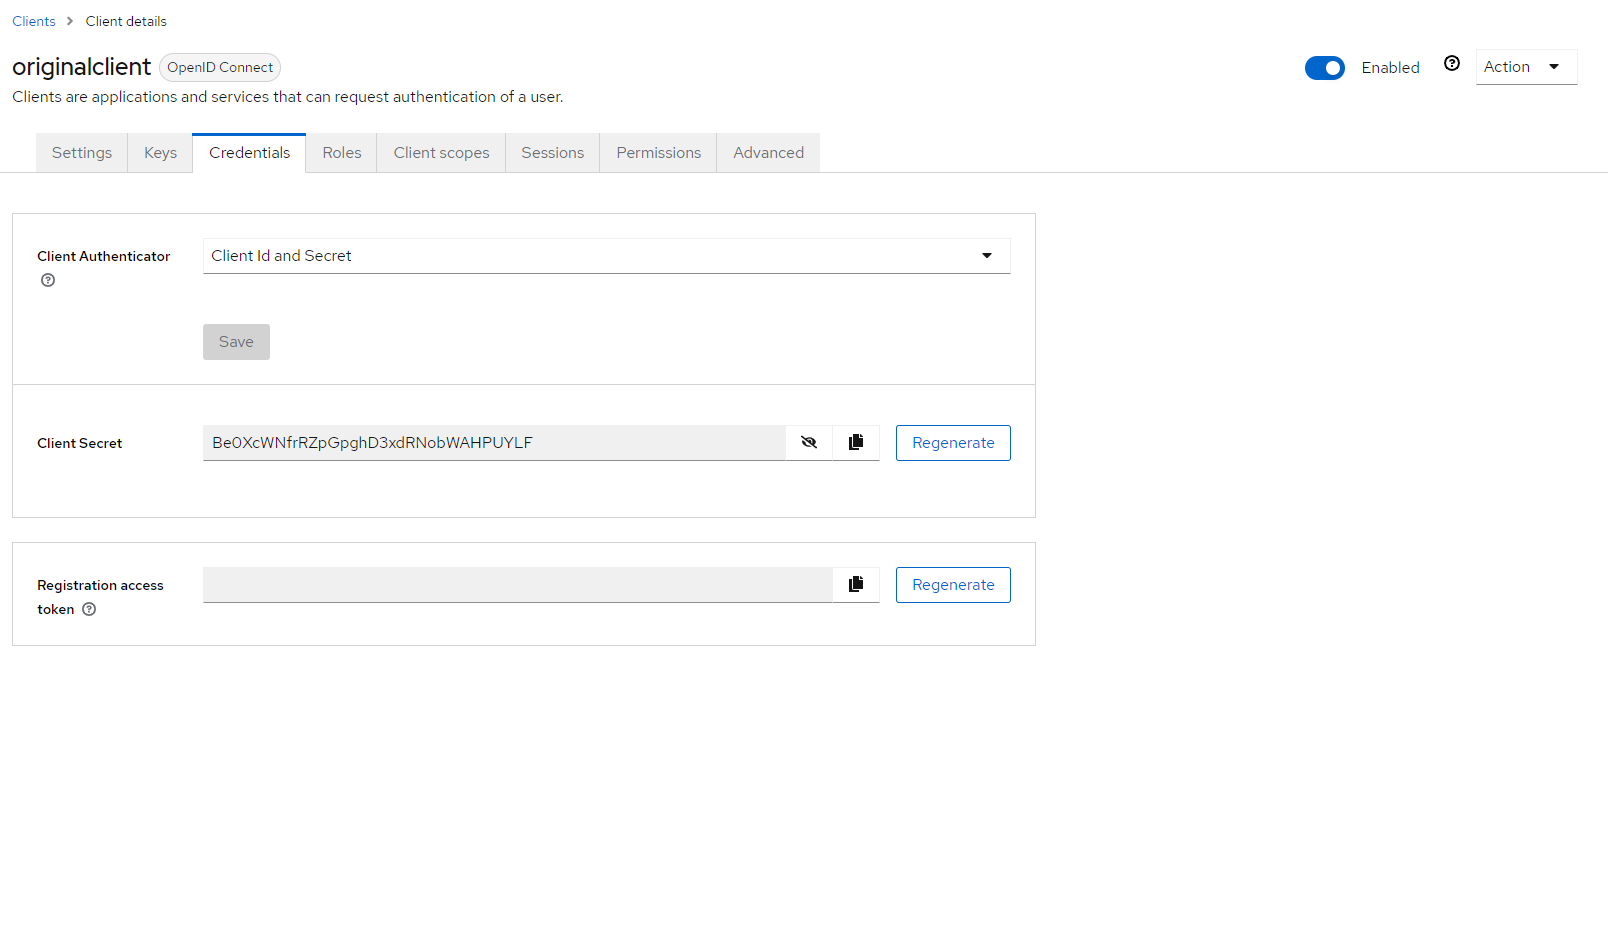 Clients > Client details
originalclient OpenID Connect
Enabled
Action
Clients are applications and services that can request authentication of a user.
Settings Keys Credentials Roles Client scopes Sessions Permissions Advanced
Client Authenticator
Client Id and Secret
Save
Client Secret
Be0XcWNfrRZpGpghD3xdRNobWAHPUYLF
Regenerate
Registration access
token
Regenerate